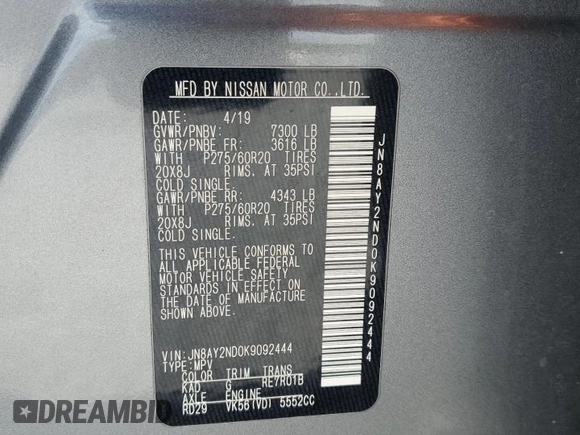 MFD BY NISSAN MOTOR CO.,LTD.
DATE: 4/19
GVWR/PNBV: 7300 LB
GAWR/PNBE FR: 3616 LB
WITH P275/60R20 TIRES
20X8J RIMS. AT 35PSI
COLD SINGLE.
GAWR/PNBE RR: 4343 LB
WITH P275/60R20 TIRES
20X8J RIMS. AT 35PSI
COLD SINGLE.
THIS VEHICLE CONFORMS TO
ALL APPLICABLE FEDERAL
MOTOR VEHICLE SAFETY
STANDARDS IN EFFECT ON
THE DATE OF MANUFACTURE
SHOWN ABOVE.
VIN:JN8AY2ND0K9092444
TYPE:MPV
COLOR TRIM TRANS
KAD G RE7R01B
AXLE ENGINE
RD29 VK56(VD) 5552CC
JN8AY2ND0K9092444
FREECARHISTORY